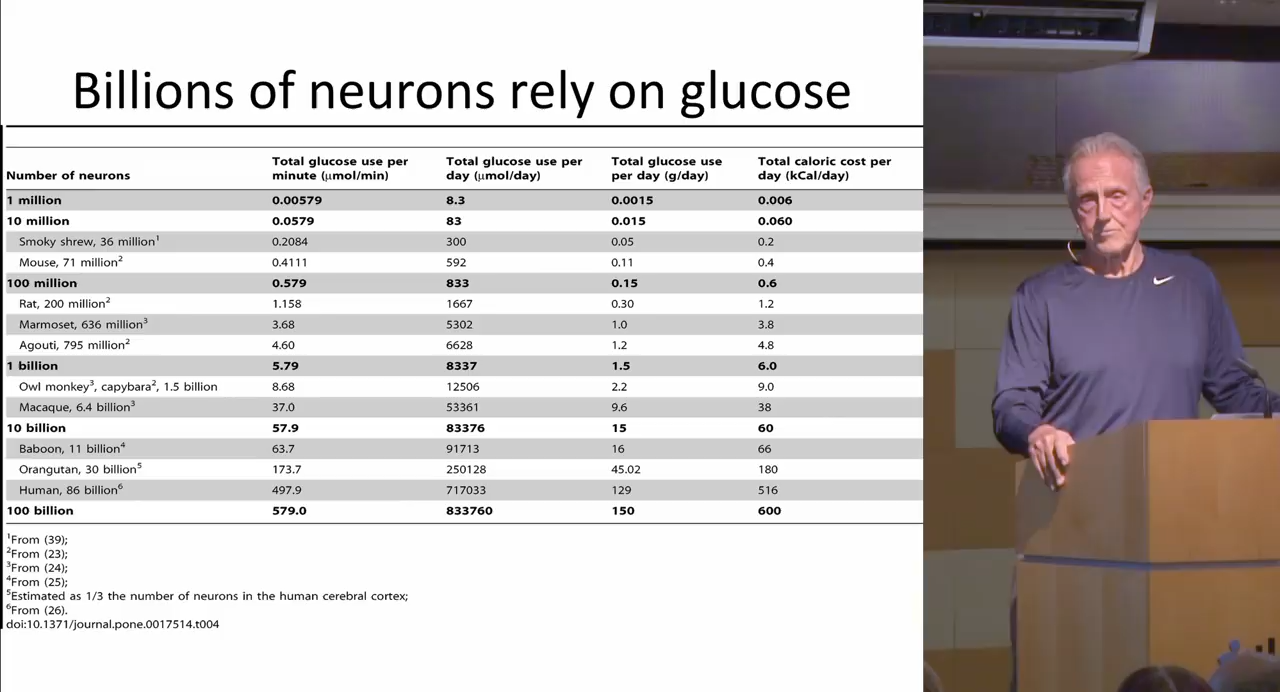 Billions of neurons rely on glucose
Number of neurons	Total glucose use per minute (μmol/min)	Total glucose use per day (μmol/day)	Total glucose use per day (g/day)	Total caloric cost per day (kCal/day)
1 million	0.00579	8.3	0.0015	0.006
10 million	0.0579	83	0.015	0.060
Smoky shrew, 36 million¹	0.2084	300	0.05	0.2
Mouse, 71 million²	0.4111	592	0.11	0.4
100 million	0.579	833	0.15	0.6
Rat, 200 million²	1.158	1667	0.30	1.2
Marmoset, 636 million³	3.68	5302	1.0	3.8
Agouti, 795 million²	4.60	6628	1.2	4.8
1 billion	5.79	8337	1.5	6.0
Owl monkey³, capybara², 1.5 billion	8.68	12506	2.2	9.0
Macaque, 6.4 billion³	37.0	53361	9.6	38
10 billion	57.9	83376	15	60
Baboon, 11 billion⁴	63.7	91713	16	66
Orangutan, 30 billion⁵	173.7	250128	45.02	180
Human, 86 billion⁶	497.9	717033	129	516
100 billion	579.0	833760	150	600
¹From (39);
²From (23);
³From (24);
⁴From (25);
⁵Estimated as 1/3 the number of neurons in the human cerebral cortex;
⁶From (26).
doi:10.1371/journal.pone.0017514.t004